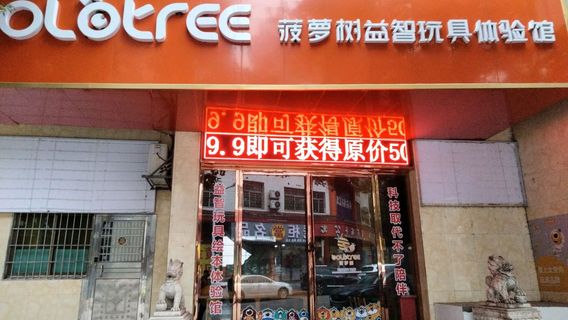 olotree 菠萝树益智玩具体验馆
9.9即可获得原价50
益智玩具绘本体验馆
科技取代不了陪伴